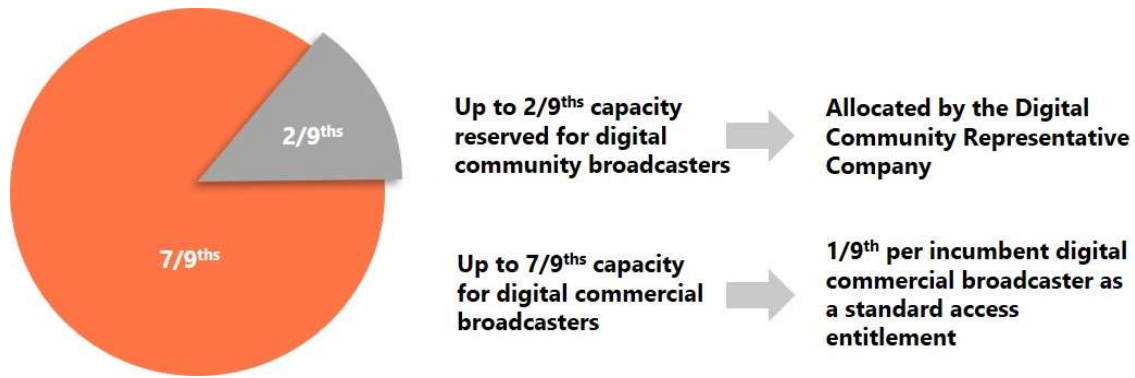 2/9ths
7/9ths
Up to 2/9ths capacity
reserved for digital
community broadcasters
Allocated by the Digital
Community Representative
Company
Up to 7/9ths capacity
for digital commercial
broadcasters
1/9th per incumbent digital
commercial broadcaster as
a standard access
entitlement